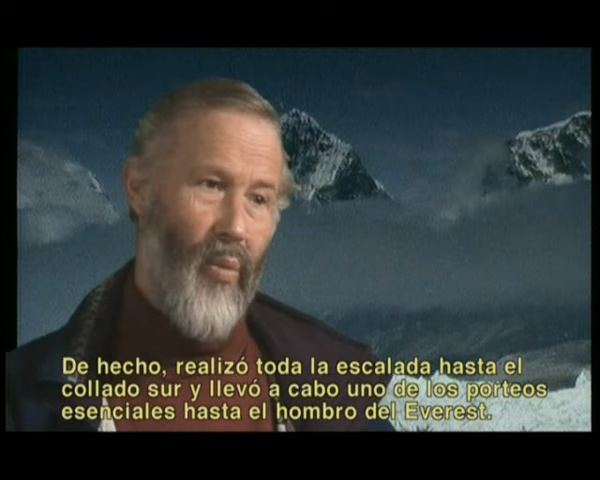 De hecho, realizó toda la escalada hasta el
collado sur y llevó a cabo uno de los porteos
esenciales hasta el hombro del Everest.